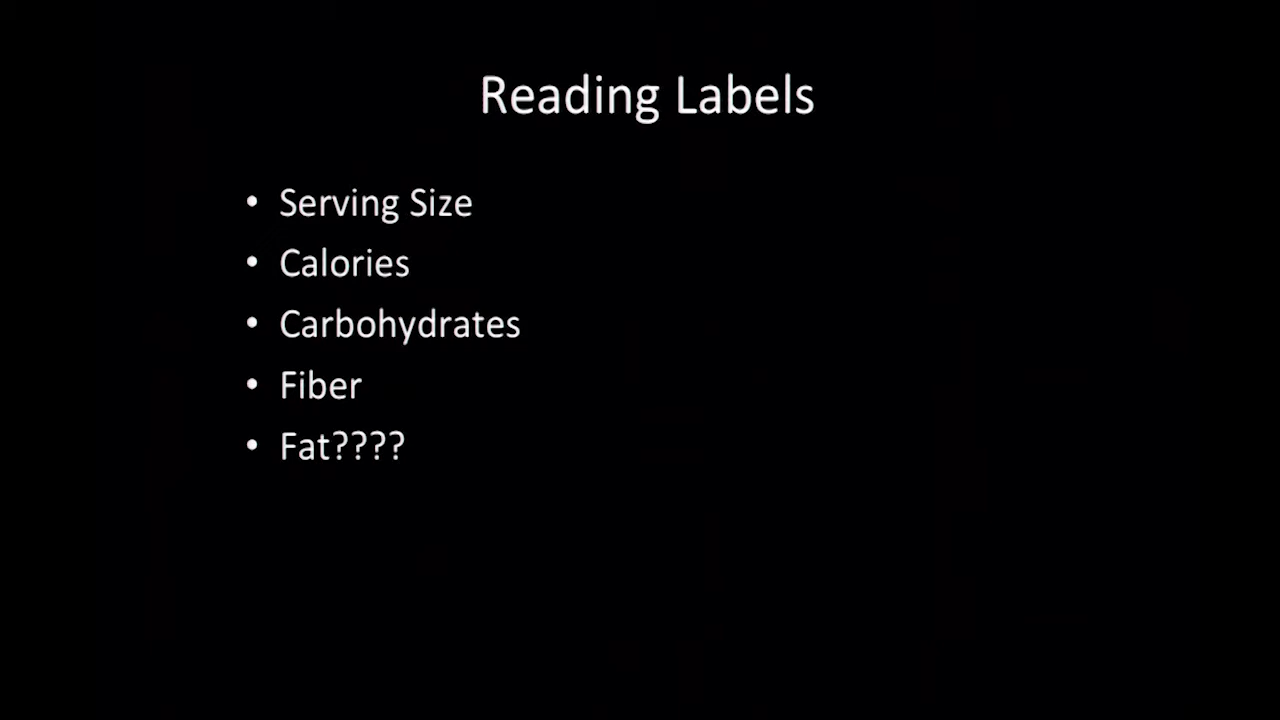 Reading Labels
• Serving Size
• Calories
• Carbohydrates
• Fiber
• Fat????